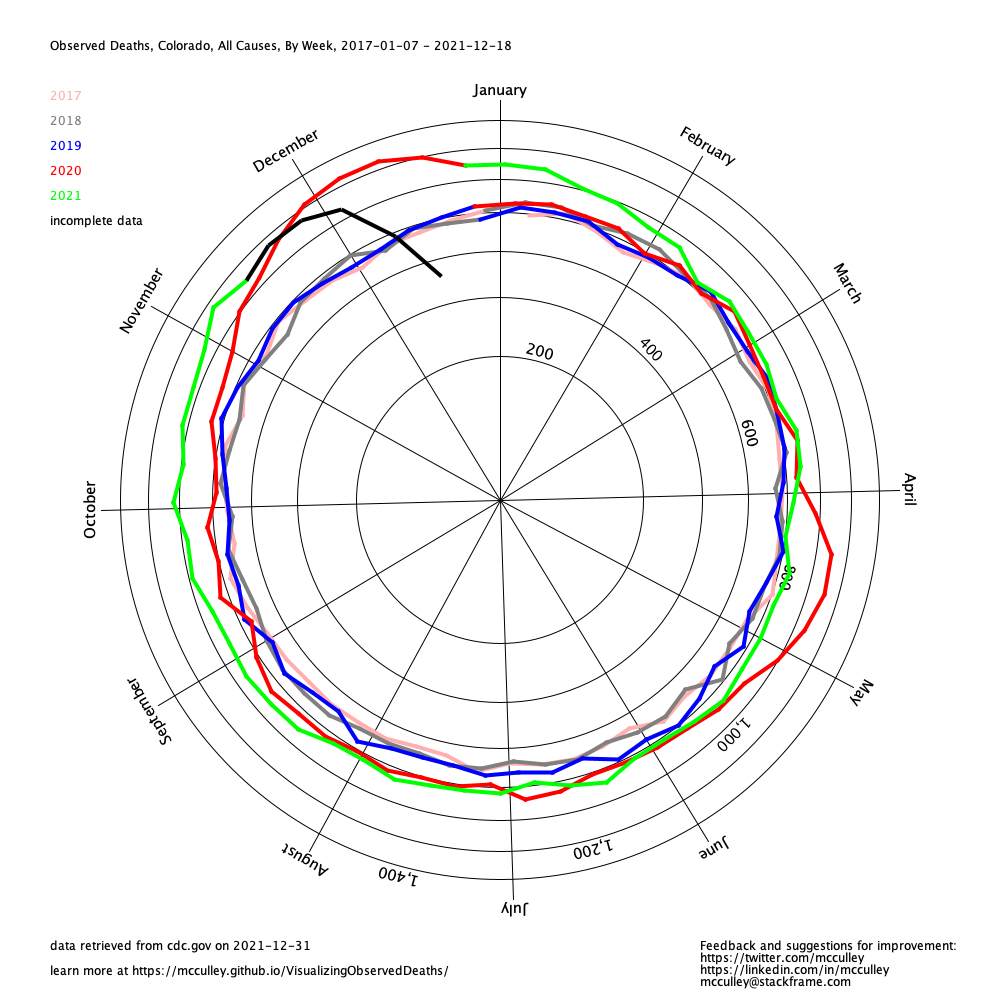 Observed Deaths, Colorado, All Causes, By Week, 2017-01-07 - 2021-12-18
2017
2018
2019
2020
2021
incomplete data
January
February
March
April
May
June
July
August
September
October
November
December
200
400
600
800
1,000
1,200
1,400
data retrieved from cdc.gov on 2021-12-31
learn more at https://mcculley.github.io/VisualizingObservedDeaths/
Feedback and suggestions for improvement:
https://twitter.com/mcculley
https://linkedin.com/in/mcculley
mcculley@stackframe.com